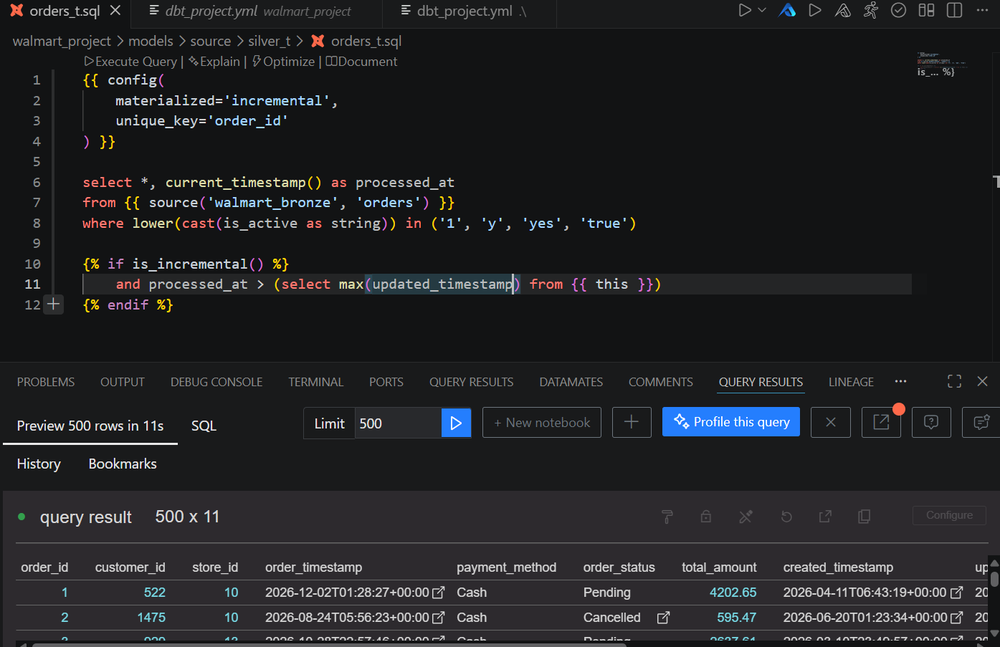 orders_t.sql dbt_project.yml walmart_project dbt_project.yml .\
walmart_project > models > source > silver_t > orders_t.sql
Execute Query | Explain | Optimize | Document
1 {{ config(
2 materialized='incremental',
3 unique_key='order_id'
4 ) }}
5
6 select *, current_timestamp() as processed_at
7 from {{ source('walmart_bronze', 'orders') }}
8 where lower(cast(is_active as string)) in ('1', 'y', 'yes', 'true')
9
10 {% if is_incremental() %}
11 and processed_at > (select max(updated_timestamp) from {{ this }})
12 {% endif %}
is_... %}
PROBLEMS OUTPUT DEBUG CONSOLE TERMINAL PORTS QUERY RESULTS DATAMATES COMMENTS QUERY RESULTS LINEAGE ...
Preview 500 rows in 11s SQL Limit 500 + New notebook Profile this query
History Bookmarks
query result 500 x 11 Configure
order_id customer_id store_id order_timestamp payment_method order_status total_amount created_timestamp up
1 522 10 2026-12-02T01:28:27+00:00 Cash Pending 4202.65 2026-04-11T06:43:19+00:00 20
2 1475 10 2026-08-24T05:56:23+00:00 Cash Cancelled 595.47 2026-06-20T01:23:34+00:00 20